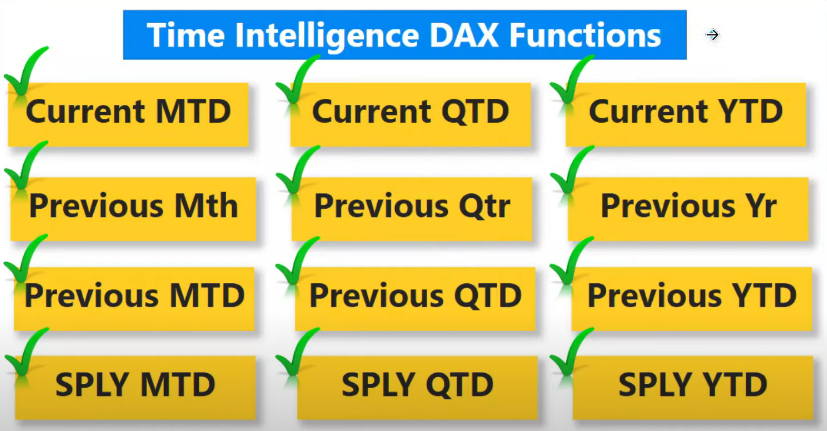 Time Intelligence DAX Functions
Current MTD
Current QTD
Current YTD
Previous Mth
Previous Qtr
Previous Yr
Previous MTD
Previous QTD
Previous YTD
SPLY MTD
SPLY QTD
SPLY YTD